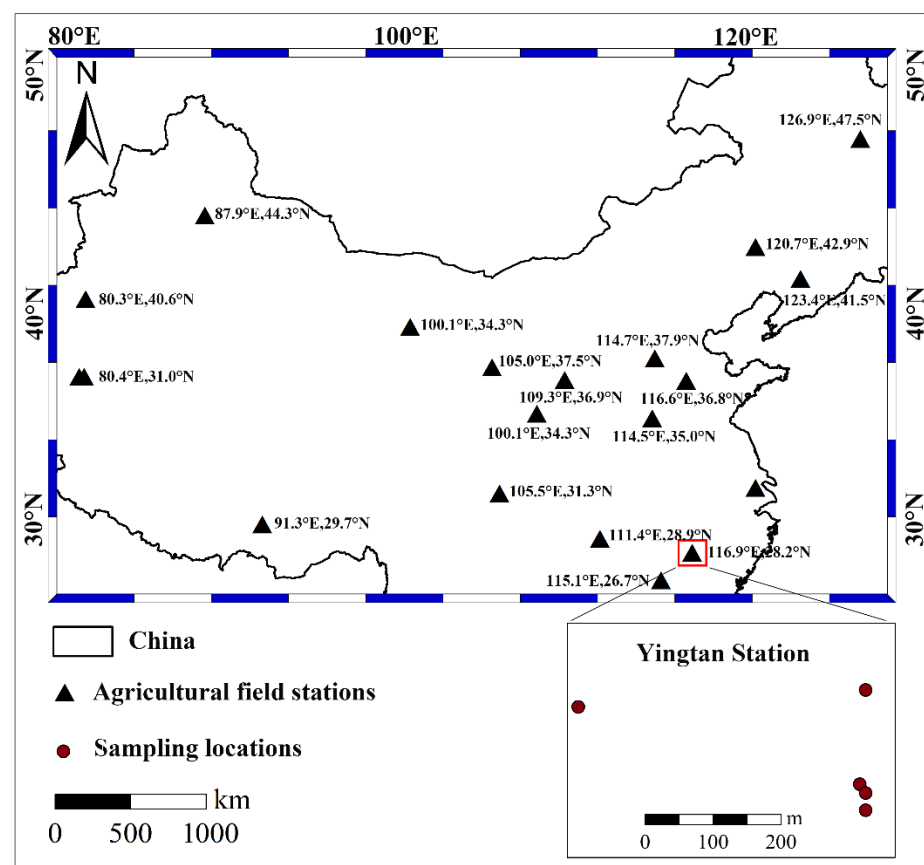 80°E
100°E
120°E
50°N
50°N
N
126.9°E,47.5°N
87.9°E,44.3°N
120.7°E,42.9°N
40°N
80.3°E,40.6°N
123.4°E,41.5°N
40°N
100.1°E,34.3°N
114.7°E,37.9°N
105.0°E,37.5°N
80.4°E,31.0°N
109.3°E,36.9°N
116.6°E,36.8°N
100.1°E,34.3°N
114.5°E,35.0°N
30°N
105.5°E,31.3°N
30°N
91.3°E,29.7°N
111.4°E,28.9°N
116.9°E,28.2°N
115.1°E,26.7°N
China
Agricultural field stations
Sampling locations
km
0 500 1000
Yingtan Station
m
0 100 200